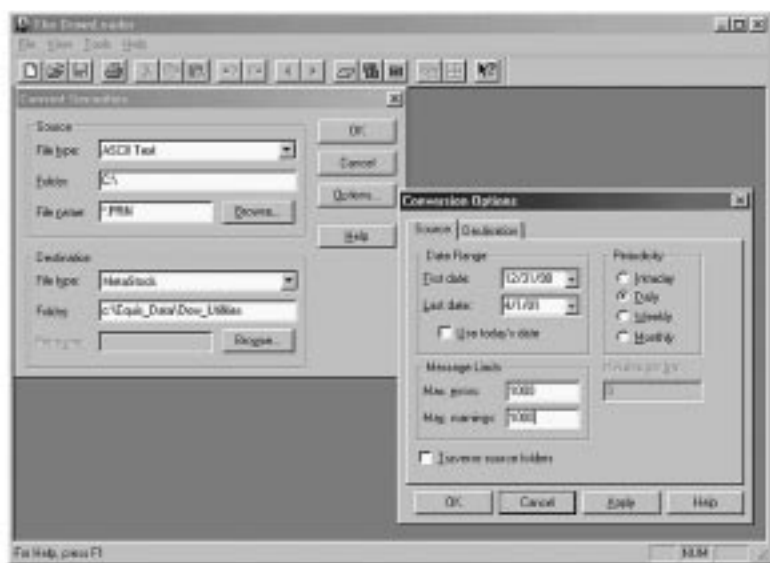 The DownLoader
File View Tools Help
Convert Securities
Source
File type: ASCII Text
Folder: C:\
File name: *.PRN Browse...
Destination
File type: MetaStock
Folder: c:\Equis_Data\Dow_Utilities
File name: Browse...
OK
Cancel
Options...
Help
Conversion Options
Source Destination
Date Range
First date: 12/31/00
Last date: 4/1/01
Use today's date
Periodicity
Intraday
Daily
Weekly
Monthly
Message Limits
Max. errors: 1000
Max. warnings: 1000
Traverse source folders
OK Cancel Apply Help
For Help, press F1
NUM